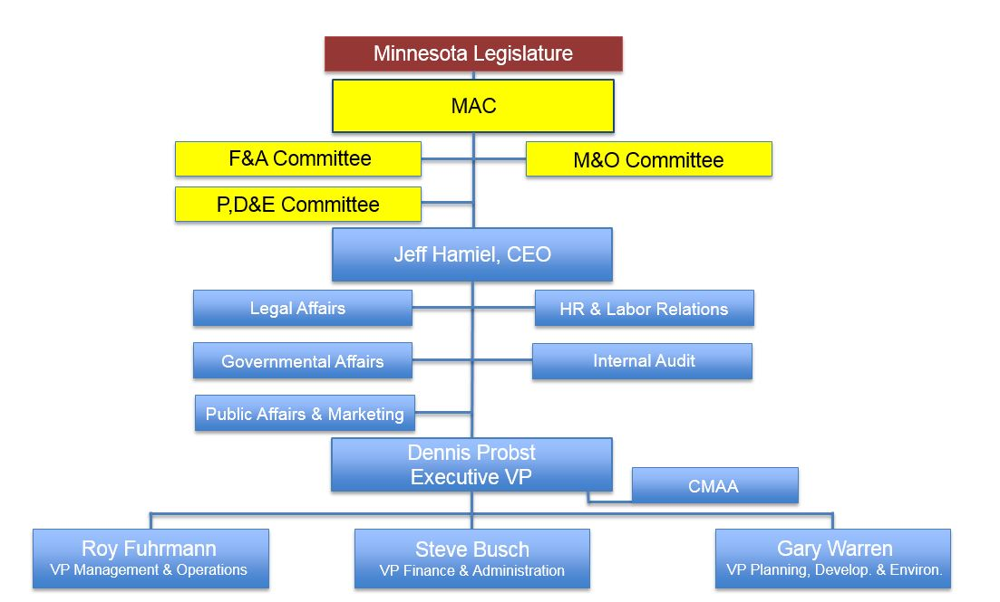 Minnesota Legislature
MAC
F&A Committee
M&O Committee
P,D&E Committee
Jeff Hamiel, CEO
Legal Affairs
HR & Labor Relations
Governmental Affairs
Internal Audit
Public Affairs & Marketing
Dennis Probst
Executive VP
CMAA
Roy Fuhrmann
VP Management & Operations
Steve Busch
VP Finance & Administration
Gary Warren
VP Planning, Develop. & Environ.